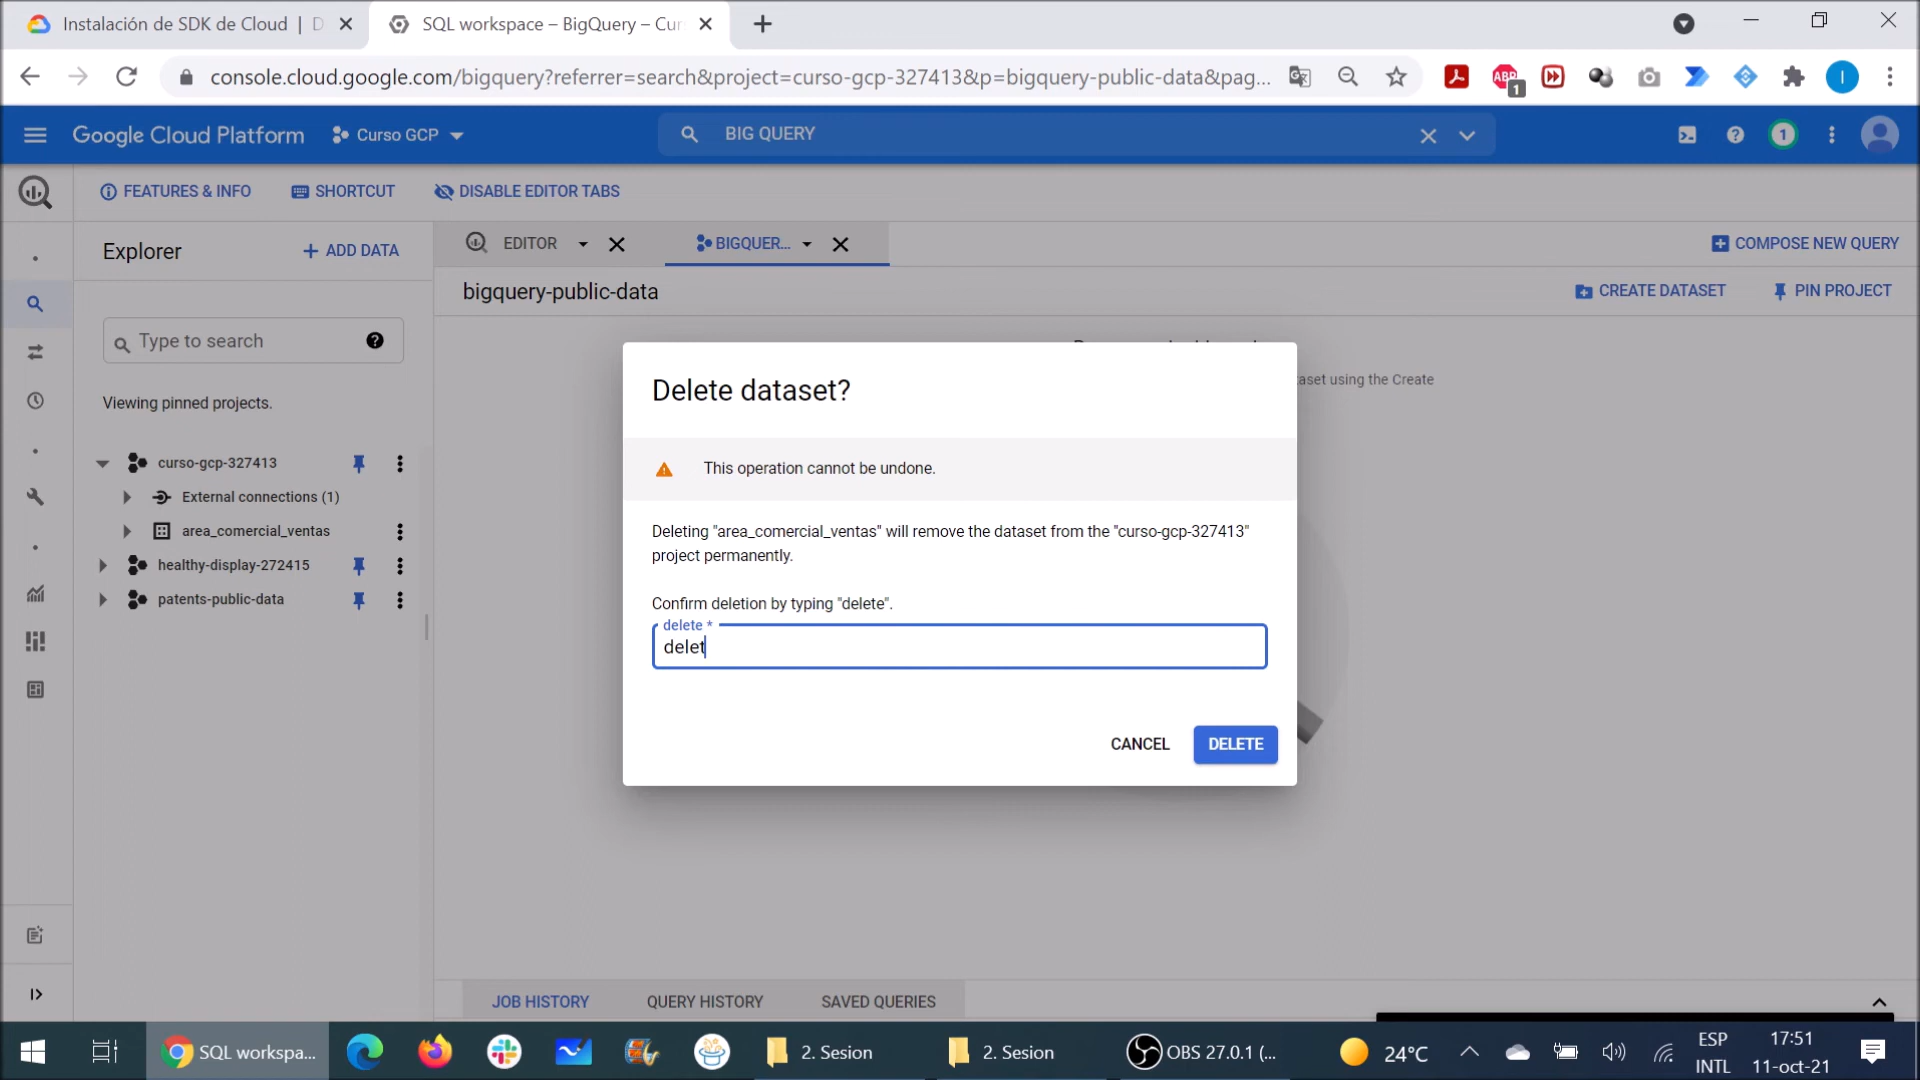 Instalación de SDK de Cloud | D
SQL workspace – BigQuery – Cur
console.cloud.google.com/bigquery?referrer=search&project=curso-gcp-327413&p=bigquery-public-data&pag...
ABP
1
I
Google Cloud Platform
Curso GCP
BIG QUERY
1
FEATURES & INFO
SHORTCUT
DISABLE EDITOR TABS
Explorer
ADD DATA
EDITOR
BIGQUER...
COMPOSE NEW QUERY
bigquery-public-data
CREATE DATASET
PIN PROJECT
Type to search
Viewing pinned projects.
curso-gcp-327413
External connections (1)
area_comercial_ventas
healthy-display-272415
patents-public-data
aset using the Create
Delete dataset?
This operation cannot be undone.
Deleting "area_comercial_ventas" will remove the dataset from the "curso-gcp-327413"
project permanently.
Confirm deletion by typing "delete".
delete *
delet
CANCEL
DELETE
JOB HISTORY
QUERY HISTORY
SAVED QUERIES
SQL workspa...
2. Sesion
2. Sesion
OBS 27.0.1 (...
24°C
ESP
INTL
17:51
11-oct-21